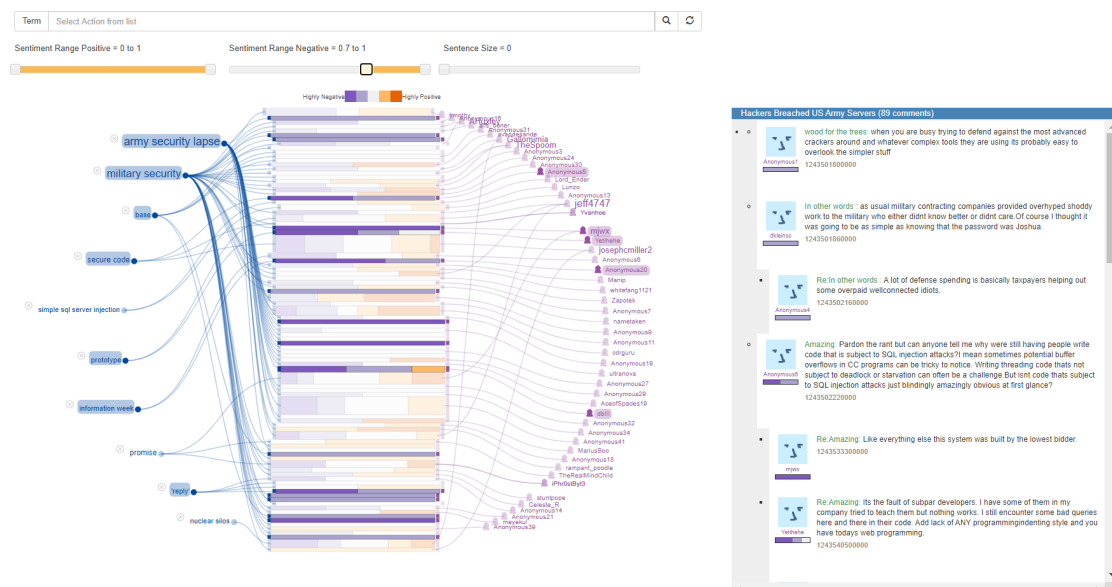 Term
Select Action from list
Sentiment Range Positive = 0 to 1
Sentiment Range Negative = 0.7 to 1
Sentence Size = 0
Highly Negative
Highly Positive
army security lapse
military security
base
secure code
simple sql server injection
prototype
information week
promise
reply
nuclear silos
Anonymous31
TheSpoom
Anonymous3
Anonymous24
Anonymous30
Anonymous5
Lord_Ender
Lunzo
Anonymous13
jeff4747
Yvanhoe
mjwx
Yetihehe
josephcmiller2
Anonymous6
Anonymous20
Manip
whitefang1121
Zapotek
Anonymous7
nametaken
Anonymous9
Anonymous11
cdrguru
Anonymous19
ultranova
Anonymous27
Anonymous29
AceofSpades19
Anonymous32
Anonymous34
Anonymous41
MariusBoo
Anonymous18
rampant_poodle
TheRealMindChild
iPhr0stByt3
stuntpope
Celeste_R
Anonymous14
Anonymous21
Anonymous39
Hackers Breached US Army Servers (89 comments)
wood for the trees: when you are busy trying to defend against the most advanced
crackers around and whatever complex tools they are using its probably easy to
overlook the simpler stuff
Anonymous1
1243501800000
In other words : as usual military contracting companies provided overhyped shoddy
work to the military who either didnt know better or didnt care.Of course I thought it
was going to be as simple as knowing that the password was Joshua.
dkleinsc
1243501860000
Re:In other words : A lot of defense spending is basically taxpayers helping out
some overpaid wellconnected idiots.
1243502160000
Anonymous4
Amazing: Pardon the rant but can anyone tell me why were still having people write
code that is subject to SQL injection attacks?I mean sometimes potential buffer
overflows in CC programs can be tricky to notice. Writing threading code thats not
subject to deadlock or starvation can often be a challenge.But isnt code thats subject
to SQL injection attacks just blindingly amazingly obvious at first glance?
Anonymous5
1243502220000
Re:Amazing: Like everything else this system was built by the lowest bidder.
1243533300000
mjwx
Re:Amazing: Its the fault of subpar developers. I have some of them in my
company tried to teach them but nothing works. I still encounter some bad queries
here and there in their code. Add lack of ANY programmingindenting style and you
have todays web programming.
Yetihehe
1243540500000